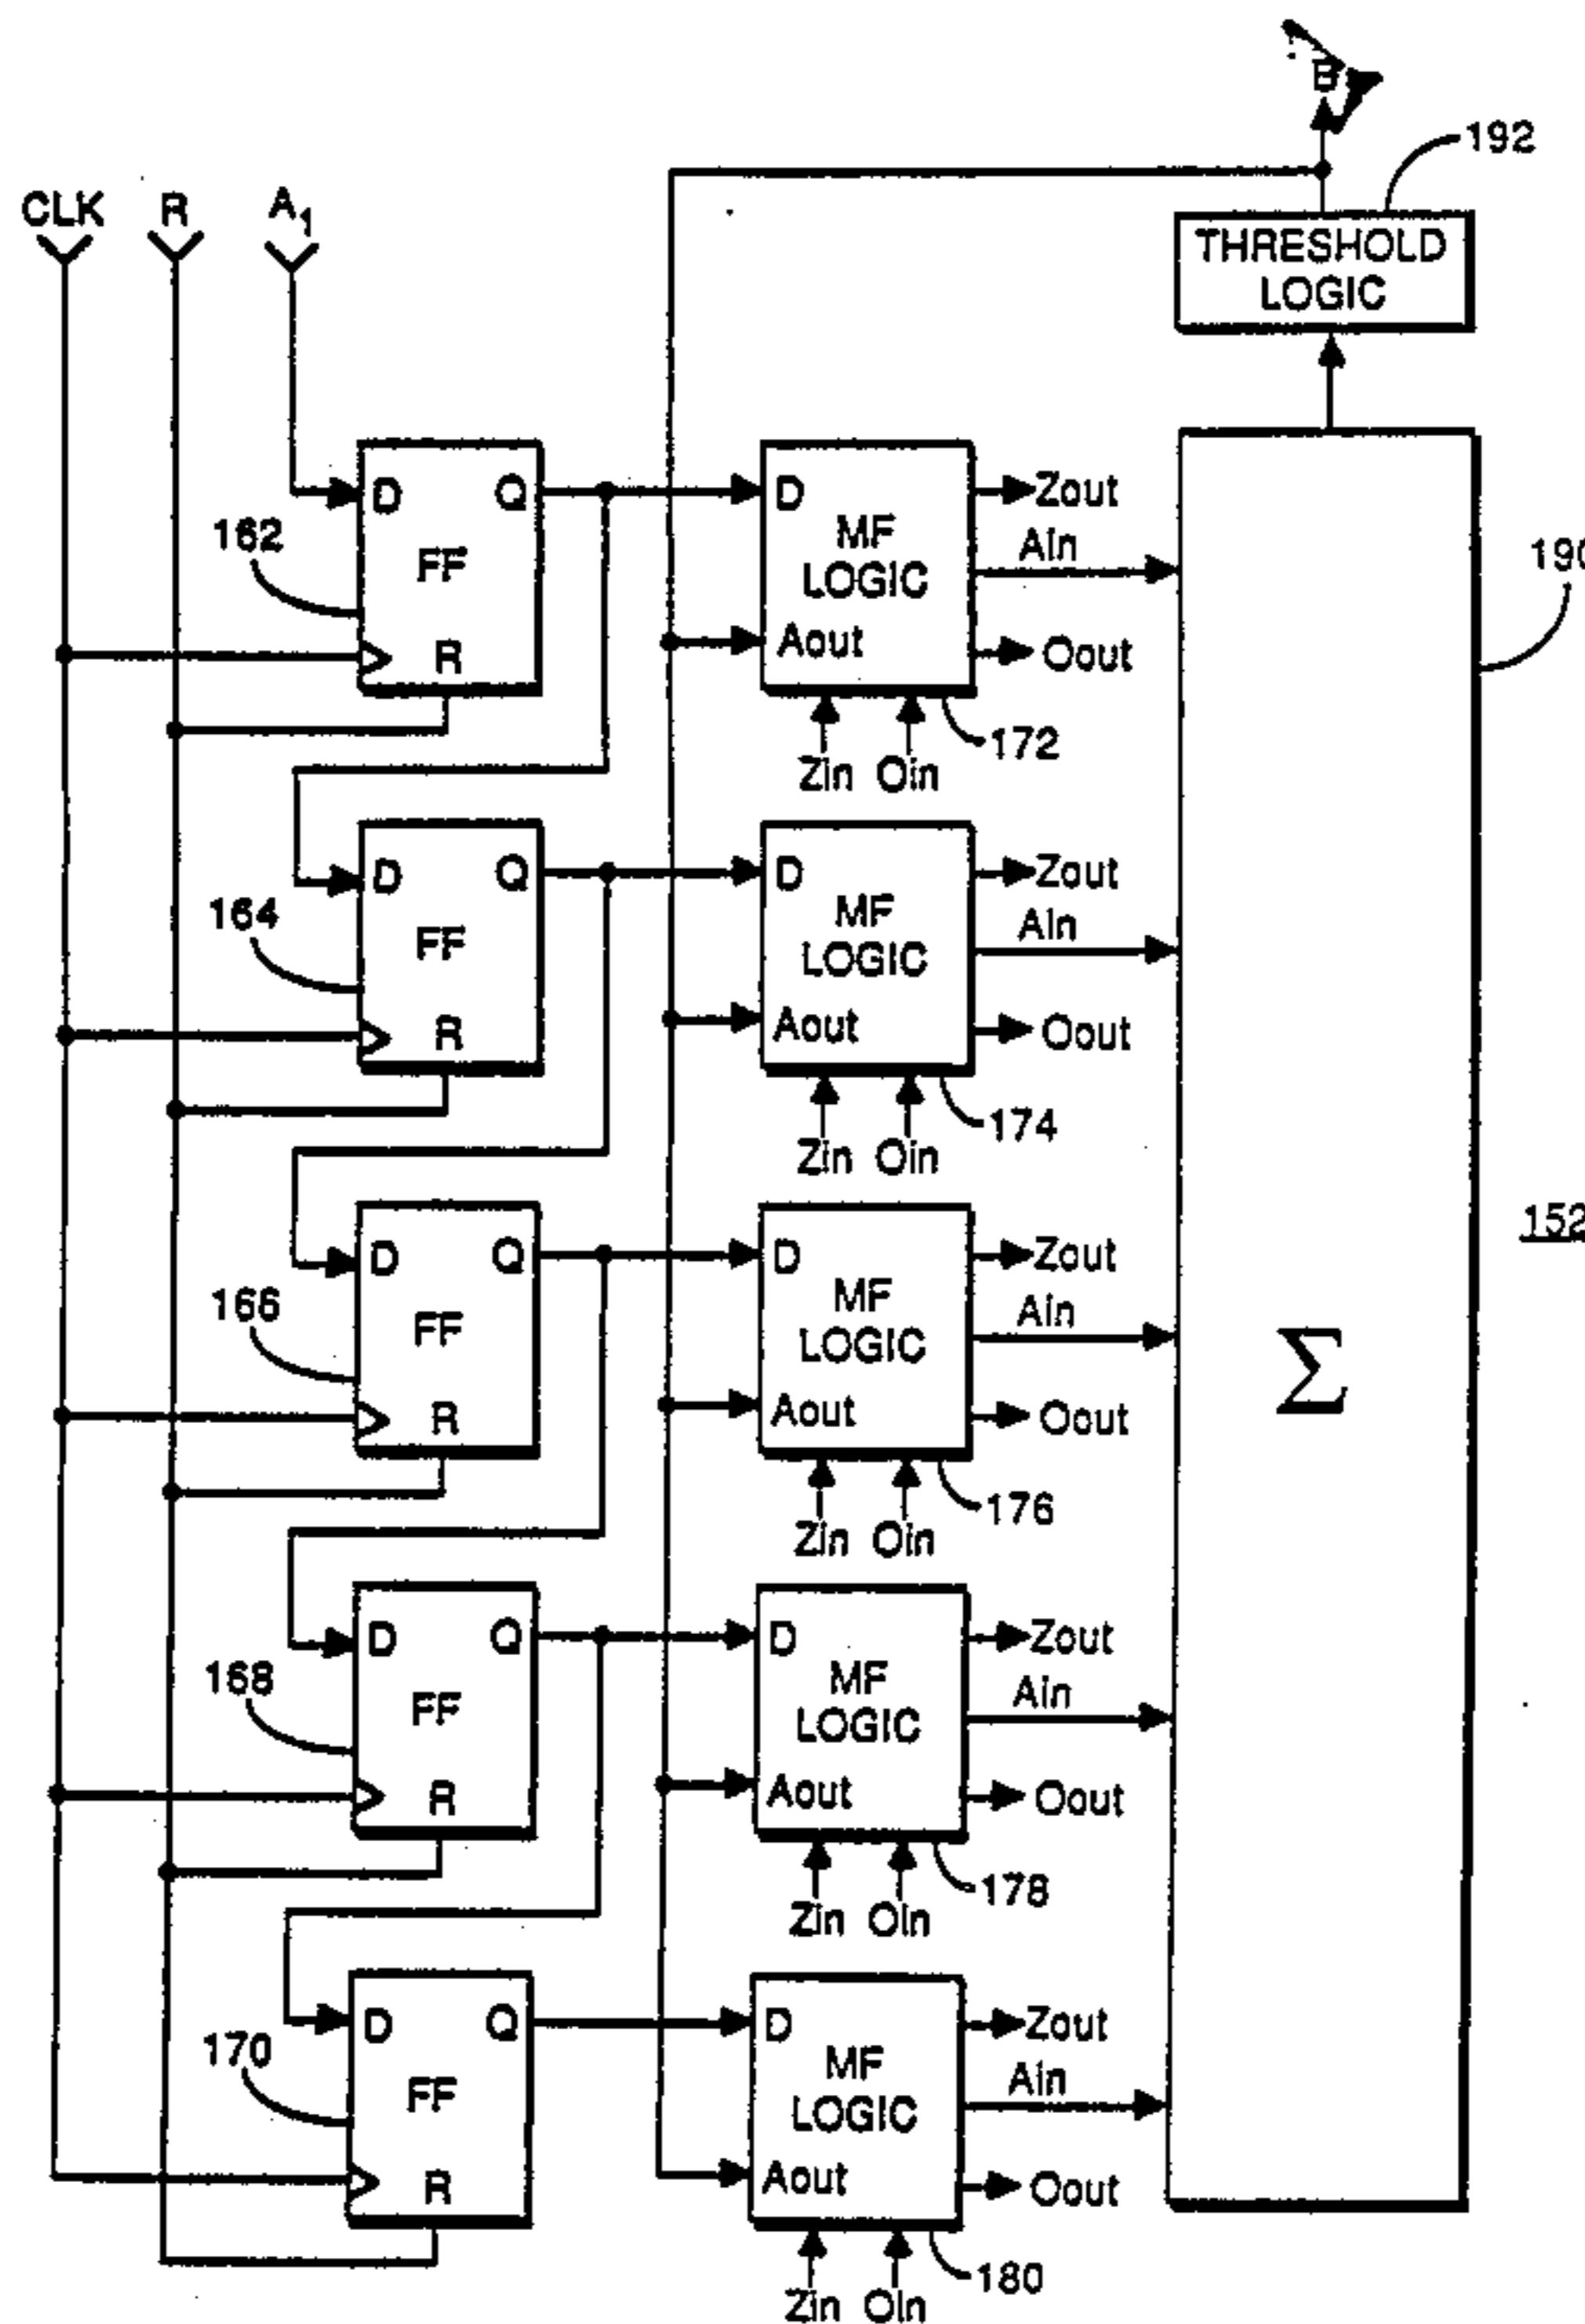 B
192
CLK R A1
THRESHOLD
LOGIC
D Q
FF
R
162
D
MF
LOGIC
Aout
Zout
Ain
Oout
172
Zin Oin
190
D Q
FF
R
164
D
MF
LOGIC
Aout
Zout
Ain
Oout
174
Zin Oin
152
D Q
FF
R
166
D
MF
LOGIC
Aout
Zout
Ain
Oout
176
Zin Oin
Σ
D Q
FF
R
168
D
MF
LOGIC
Aout
Zout
Ain
Oout
178
Zin Oin
D Q
FF
R
170
D
MF
LOGIC
Aout
Zout
Ain
Oout
180
Zin Oin